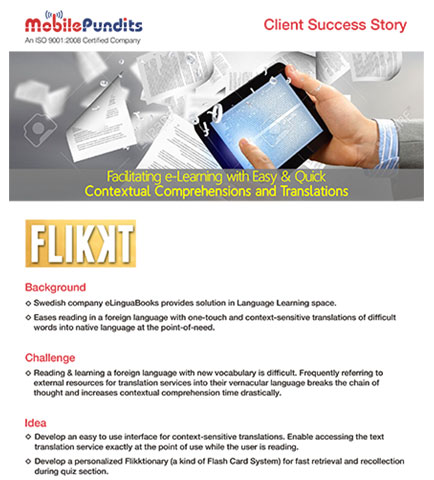 MobilePundits
An ISO 9001:2008 Certified Company
Client Success Story
Facilitating e-Learning with Easy & Quick
Contextual Comprehensions and Translations
FLIKKT
Background
Swedish company eLinguaBooks provides solution in Language Learning space.
Eases reading in a foreign language with one-touch and context-sensitive translations of difficult
words into native language at the point-of-need.
Challenge
Reading & learning a foreign language with new vocabulary is difficult. Frequently referring to
external resources for translation services into their vernacular language breaks the chain of
thought and increases contextual comprehension time drastically.
Idea
Develop an easy to use interface for context-sensitive translations. Enable accessing the text
translation service exactly at the point of use while the user is reading.
Develop a personalized Flikktionary (a kind of Flash Card System) for fast retrieval and recollection
during quiz section.